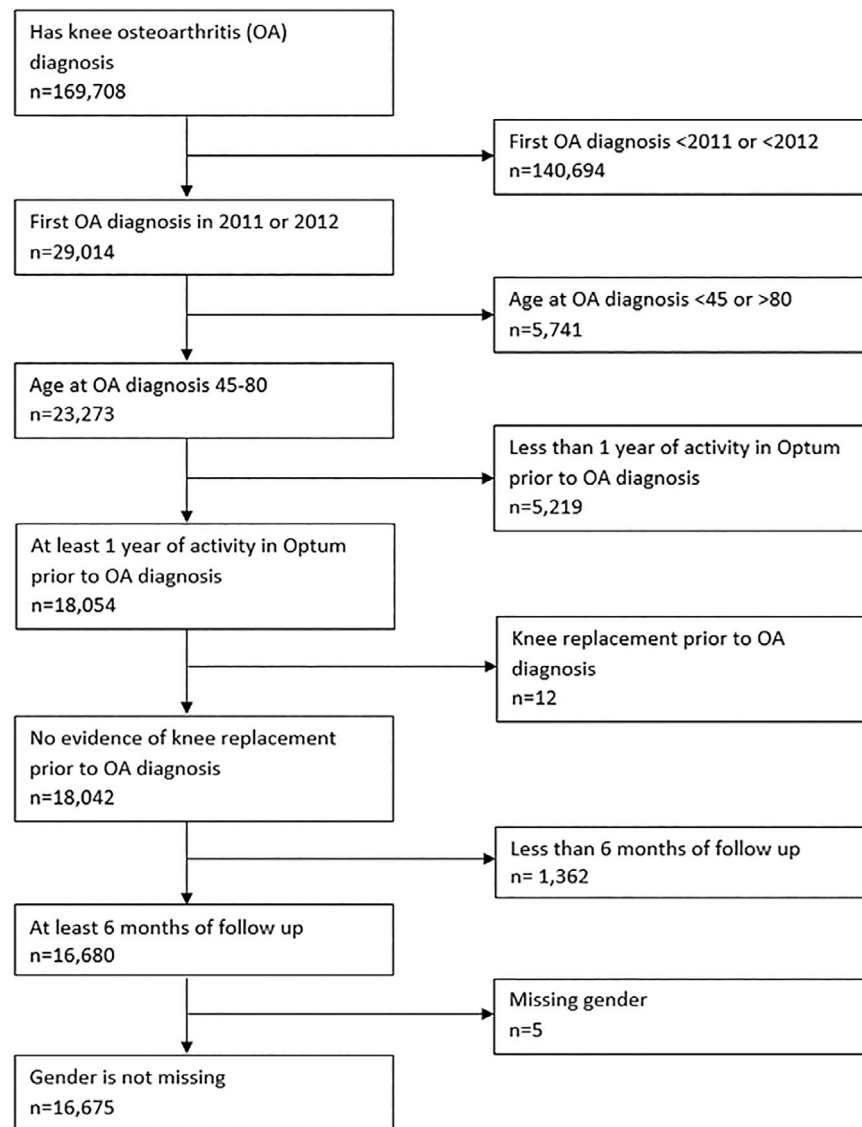 Has knee osteoarthritis (OA)
diagnosis
n=169,708
First OA diagnosis <2011 or <2012
n=140,694
First OA diagnosis in 2011 or 2012
n=29,014
Age at OA diagnosis <45 or >80
n=5,741
Age at OA diagnosis 45-80
n=23,273
Less than 1 year of activity in Optum
prior to OA diagnosis
n=5,219
At least 1 year of activity in Optum
prior to OA diagnosis
n=18,054
Knee replacement prior to OA
diagnosis
n=12
No evidence of knee replacement
prior to OA diagnosis
n=18,042
Less than 6 months of follow up
n= 1,362
At least 6 months of follow up
n=16,680
Missing gender
n=5
Gender is not missing
n=16,675